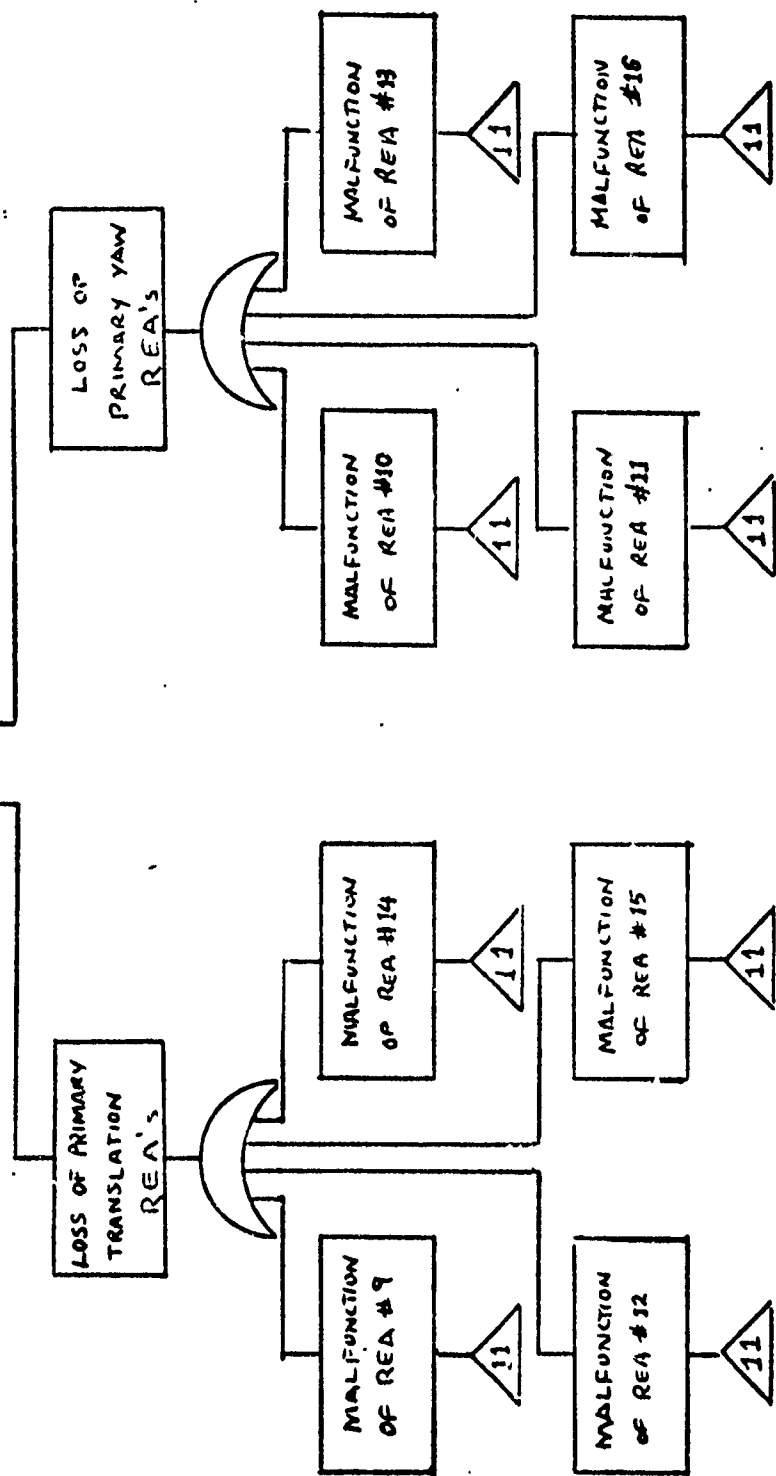 LOSS OF PRIMARY
TRANSLATION
REA's
LOSS OF
PRIMARY YAW
REA's
MALFUNCTION
OF REA #9
11
MALFUNCTION
OF REA #14
11
MALFUNCTION
OF REA #10
11
MALFUNCTION
OF REA #13
11
MALFUNCTION
OF REA #12
11
MALFUNCTION
OF REA #15
11
MALFUNCTION
OF REA #11
11
MALFUNCTION
OF REA #16
11